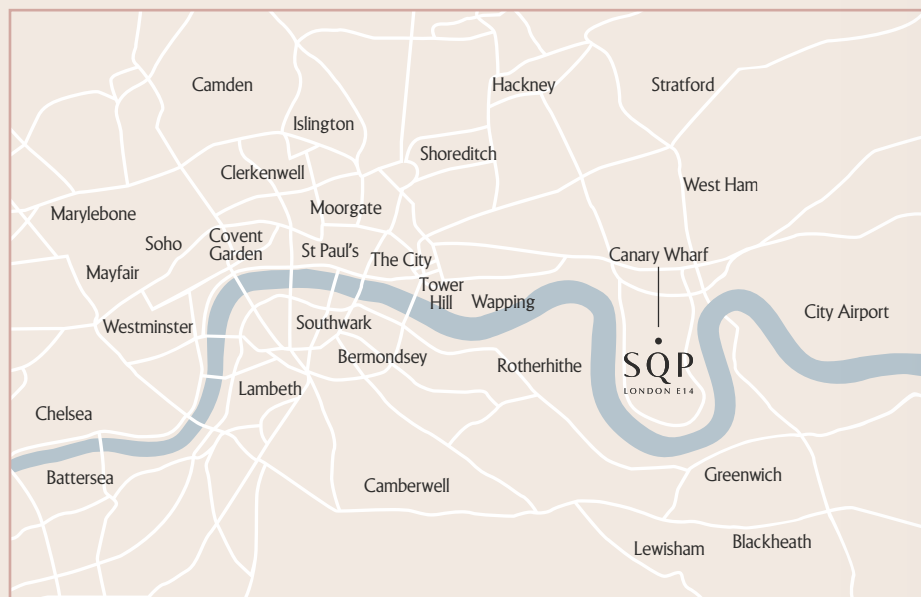 Camden
Hackney
Stratford
Islington
Shoreditch
Clerkenwell
West Ham
Moorgate
Marylebone
Soho
Covent
Garden
St Paul's
The City
Canary Wharf
Mayfair
Tower
Hill
Wapping
City Airport
Westminster
Southwark
Bermondsey
Rotherhithe
SQP
LONDON E14
Lambeth
Chelsea
Battersea
Camberwell
Greenwich
Lewisham
Blackheath